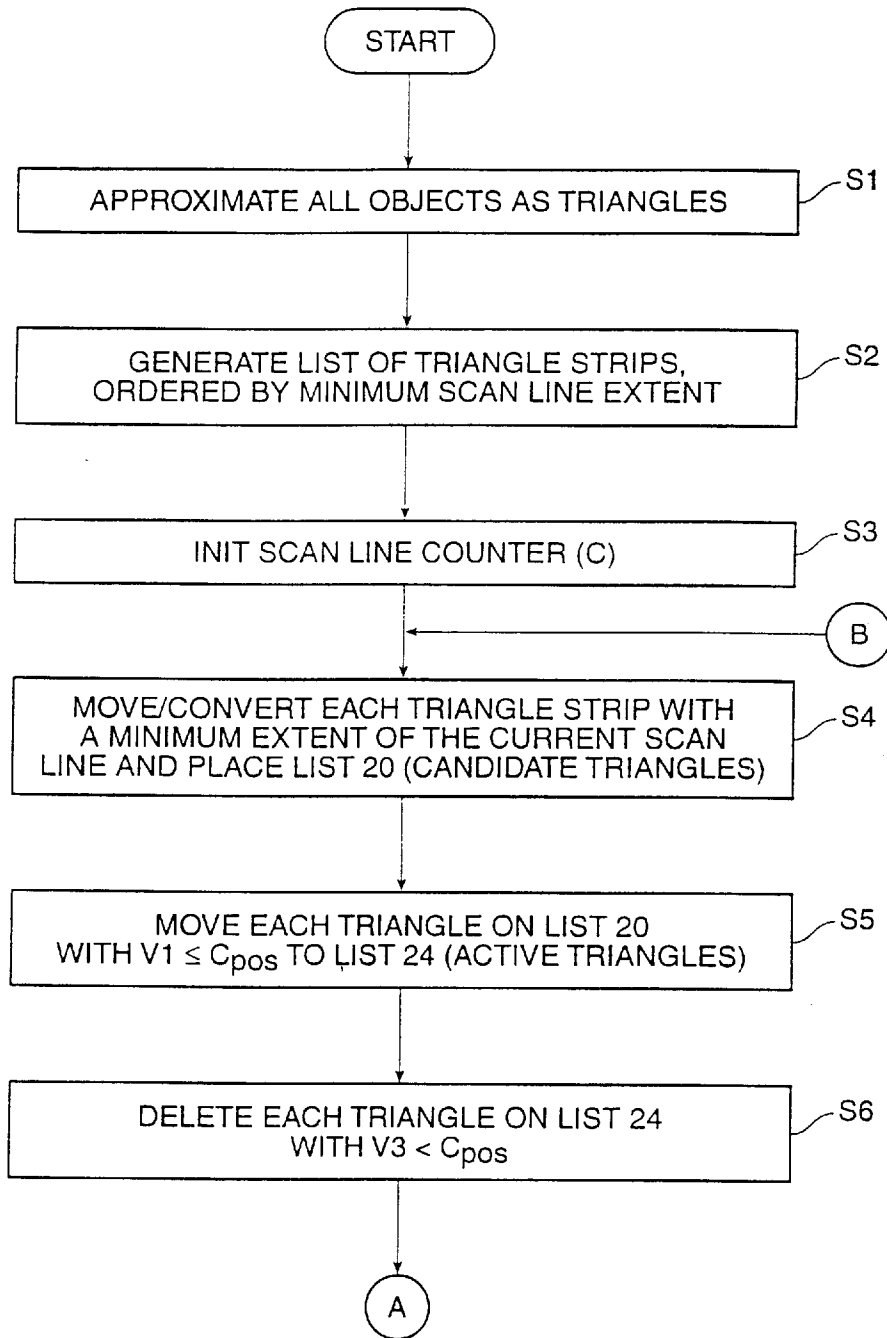 START
APPROXIMATE ALL OBJECTS AS TRIANGLES
S1
GENERATE LIST OF TRIANGLE STRIPS,
ORDERED BY MINIMUM SCAN LINE EXTENT
S2
INIT SCAN LINE COUNTER (C)
S3
B
MOVE/CONVERT EACH TRIANGLE STRIP WITH
A MINIMUM EXTENT OF THE CURRENT SCAN
LINE AND PLACE LIST 20 (CANDIDATE TRIANGLES)
S4
MOVE EACH TRIANGLE ON LIST 20
WITH V1 ≤ Cpos TO LIST 24 (ACTIVE TRIANGLES)
S5
DELETE EACH TRIANGLE ON LIST 24
WITH V3 < Cpos
S6
A